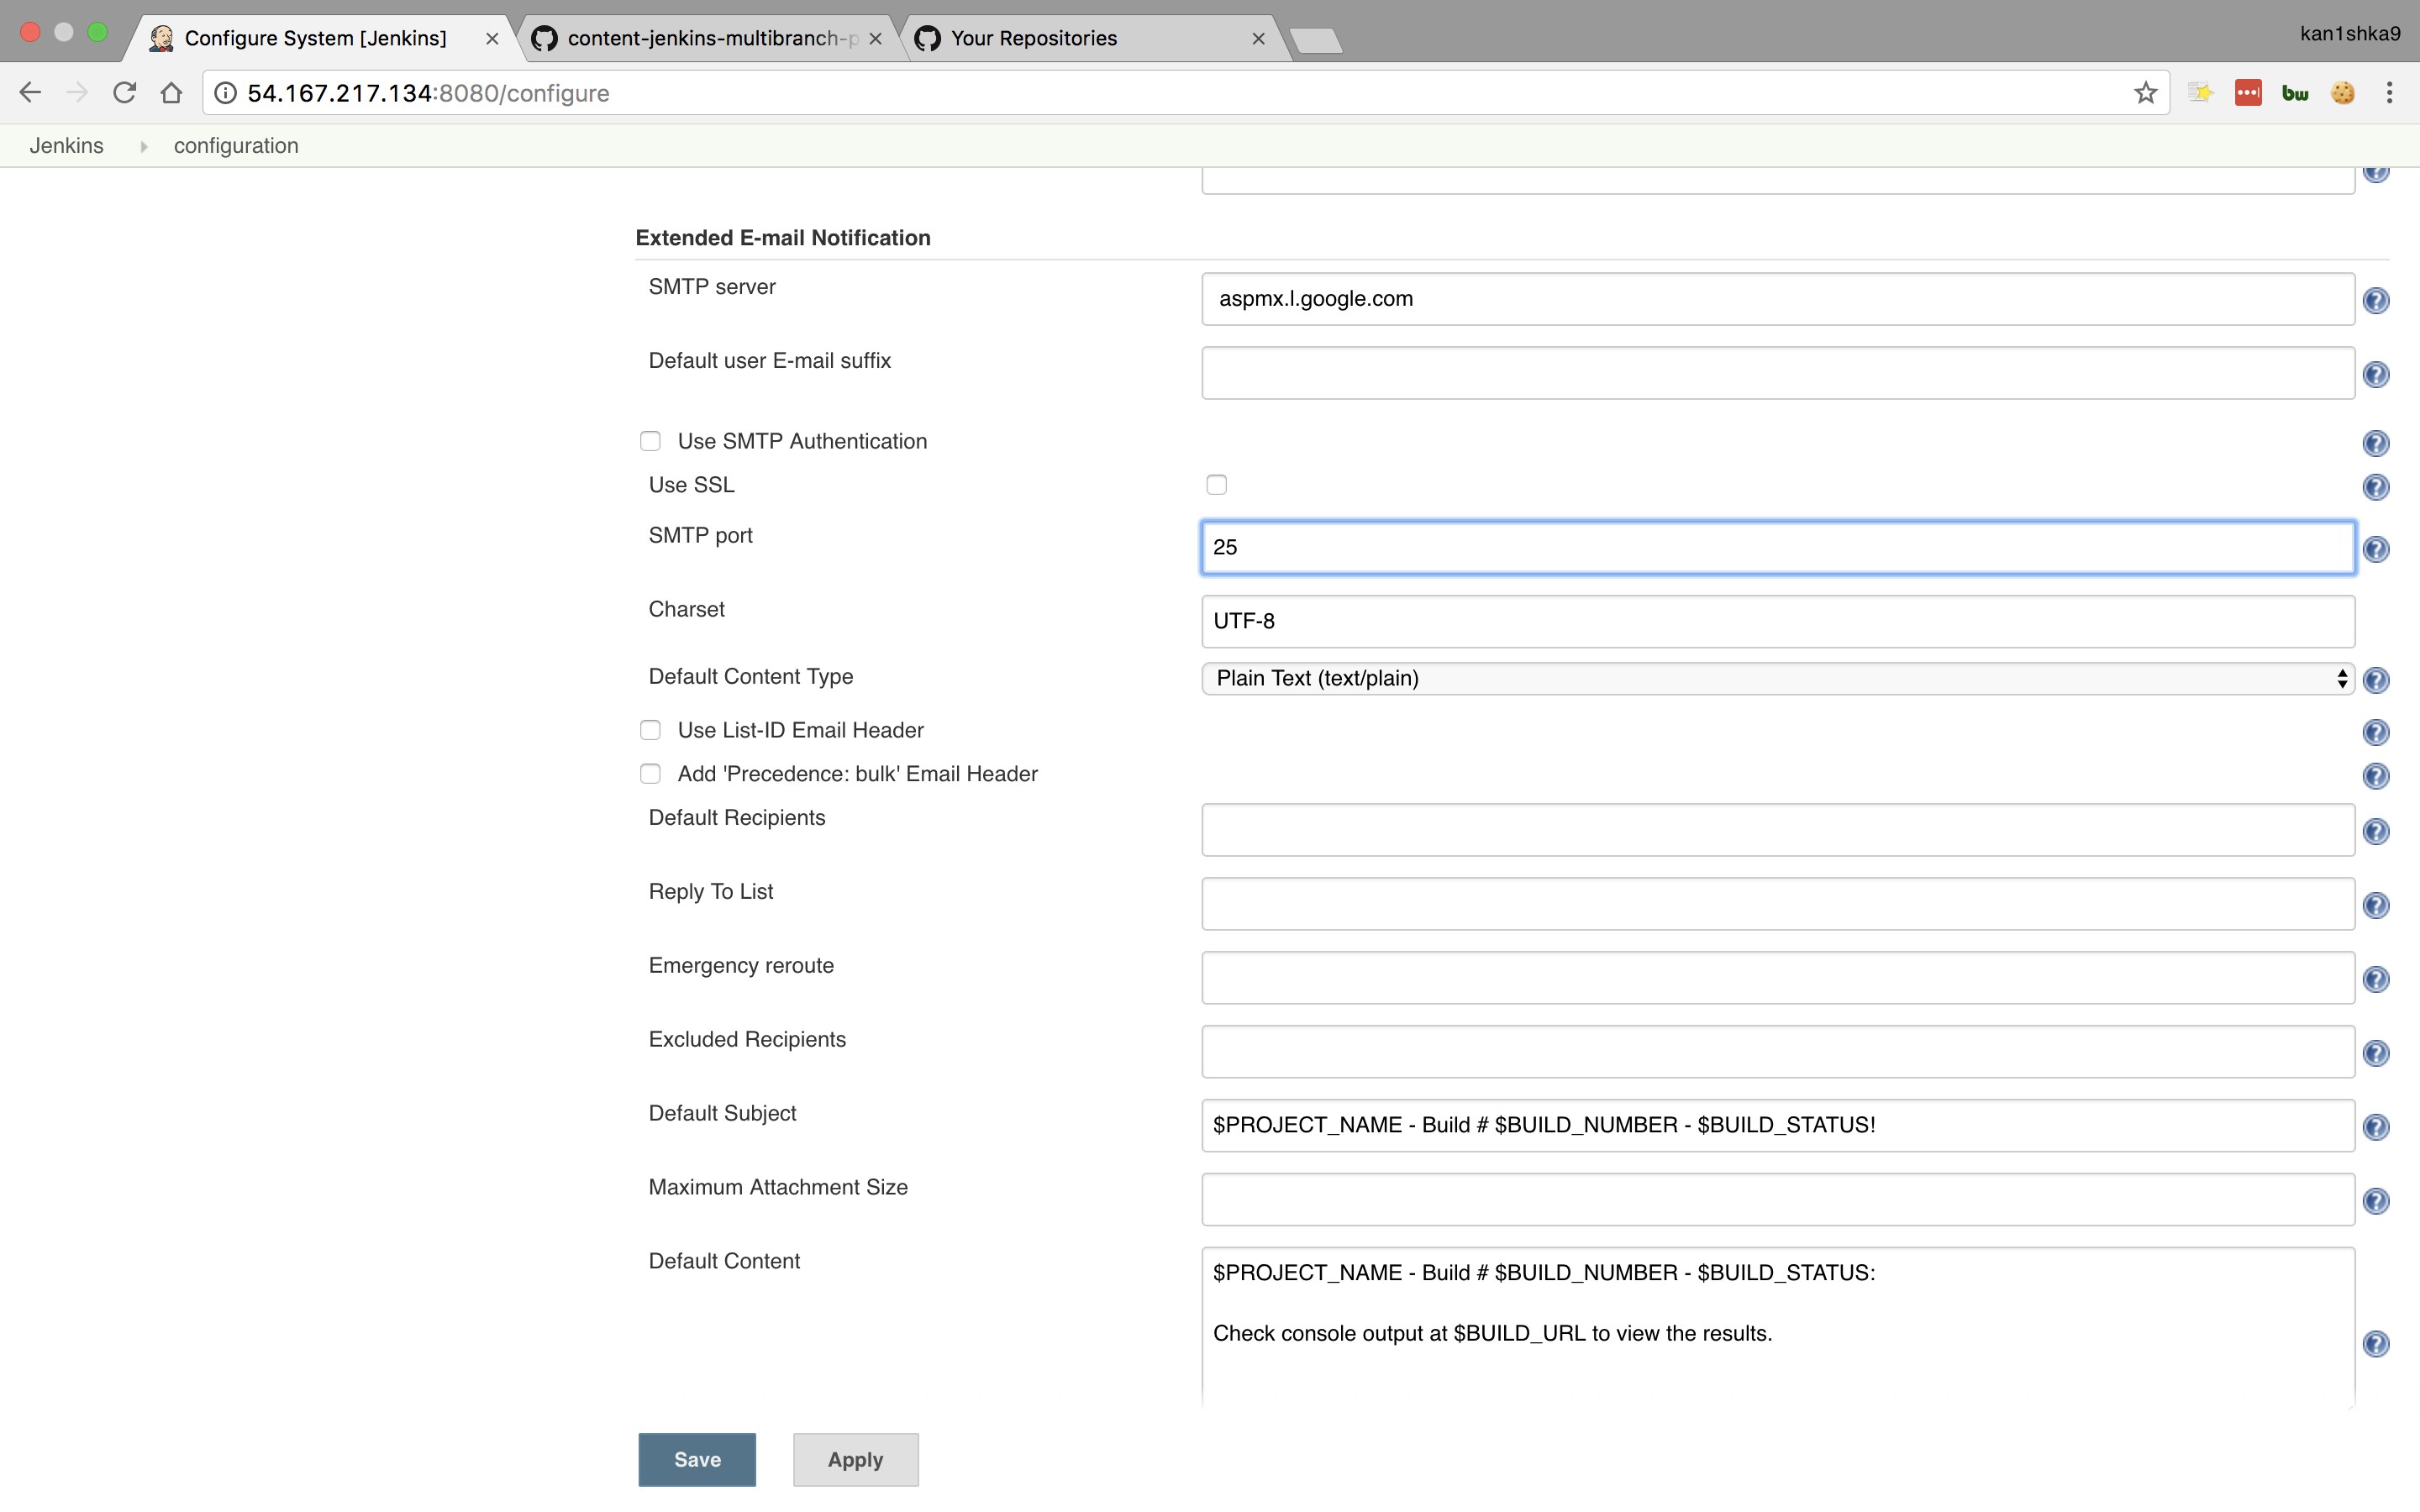 Configure System [Jenkins]
content-jenkins-multibranch-p
Your Repositories
kan1shka9
54.167.217.134:8080/configure
bw
Jenkins
configuration
Extended E-mail Notification
SMTP server
aspmx.l.google.com
Default user E-mail suffix
Use SMTP Authentication
Use SSL
SMTP port
25
Charset
UTF-8
Default Content Type
Plain Text (text/plain)
Use List-ID Email Header
Add 'Precedence: bulk' Email Header
Default Recipients
Reply To List
Emergency reroute
Excluded Recipients
Default Subject
$PROJECT_NAME - Build # $BUILD_NUMBER - $BUILD_STATUS!
Maximum Attachment Size
Default Content
$PROJECT_NAME - Build # $BUILD_NUMBER - $BUILD_STATUS:
Check console output at $BUILD_URL to view the results.
Save
Apply